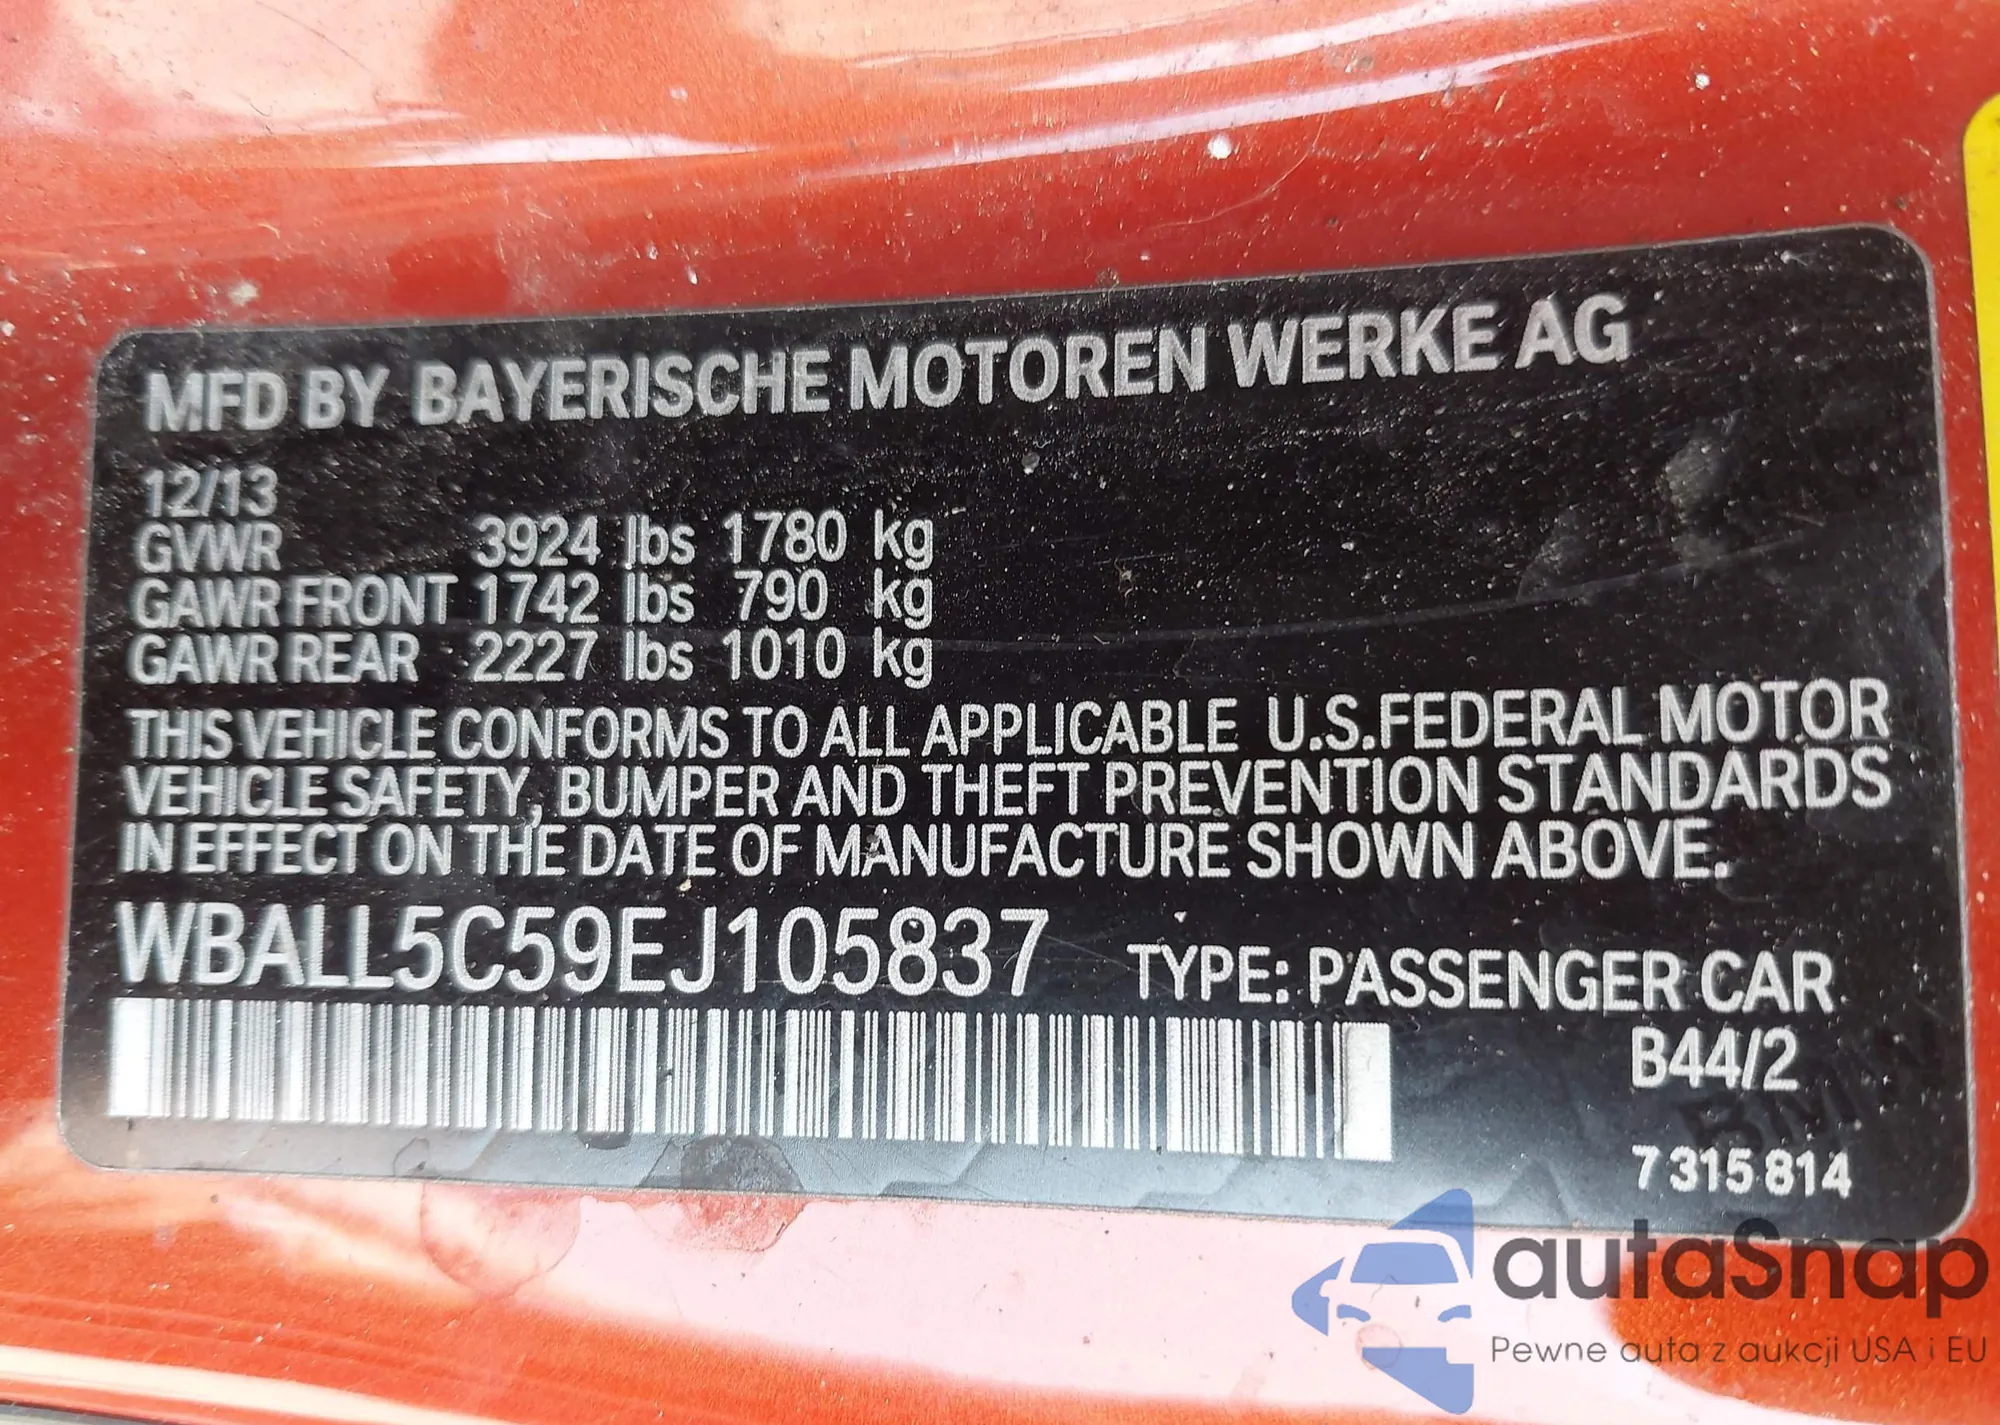 MFD BY BAYERISCHE MOTOREN WERKE AG
12/13
GVWR 3924 lbs 1780 kg
GAWR FRONT 1742 lbs 790 kg
GAWR REAR 2227 lbs 1010 kg
THIS VEHICLE CONFORMS TO ALL APPLICABLE U.S.FEDERAL MOTOR
VEHICLE SAFETY, BUMPER AND THEFT PREVENTION STANDARDS
IN EFFECT ON THE DATE OF MANUFACTURE SHOWN ABOVE.
WBALL5C59EJ105837 TYPE: PASSENGER CAR
B44/2
BMW
7 315 814
autaSnap
Pewne auta z aukcji USA i EU